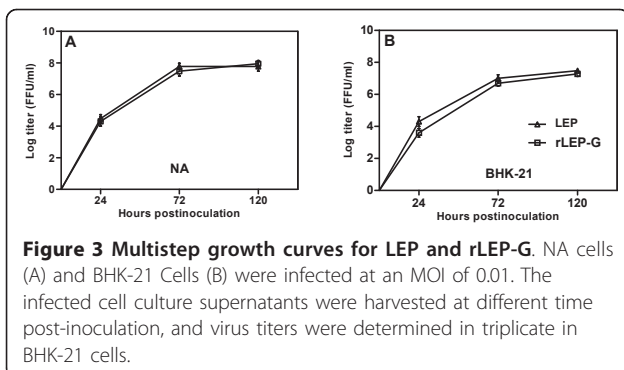 A
10
8
6
4
2
0
Log titer (FFU/ml)
NA
24
72
120
Hours postinoculation
B
10
8
6
4
2
0
Log titer (FFU/ml)
LEP
rLEP-G
BHK-21
24
72
120
Hours postinoculation
Figure 3 Multistep growth curves for LEP and rLEP-G. NA cells
(A) and BHK-21 Cells (B) were infected at an MOI of 0.01. The
infected cell culture supernatants were harvested at different time
post-inoculation, and virus titers were determined in triplicate in
BHK-21 cells.